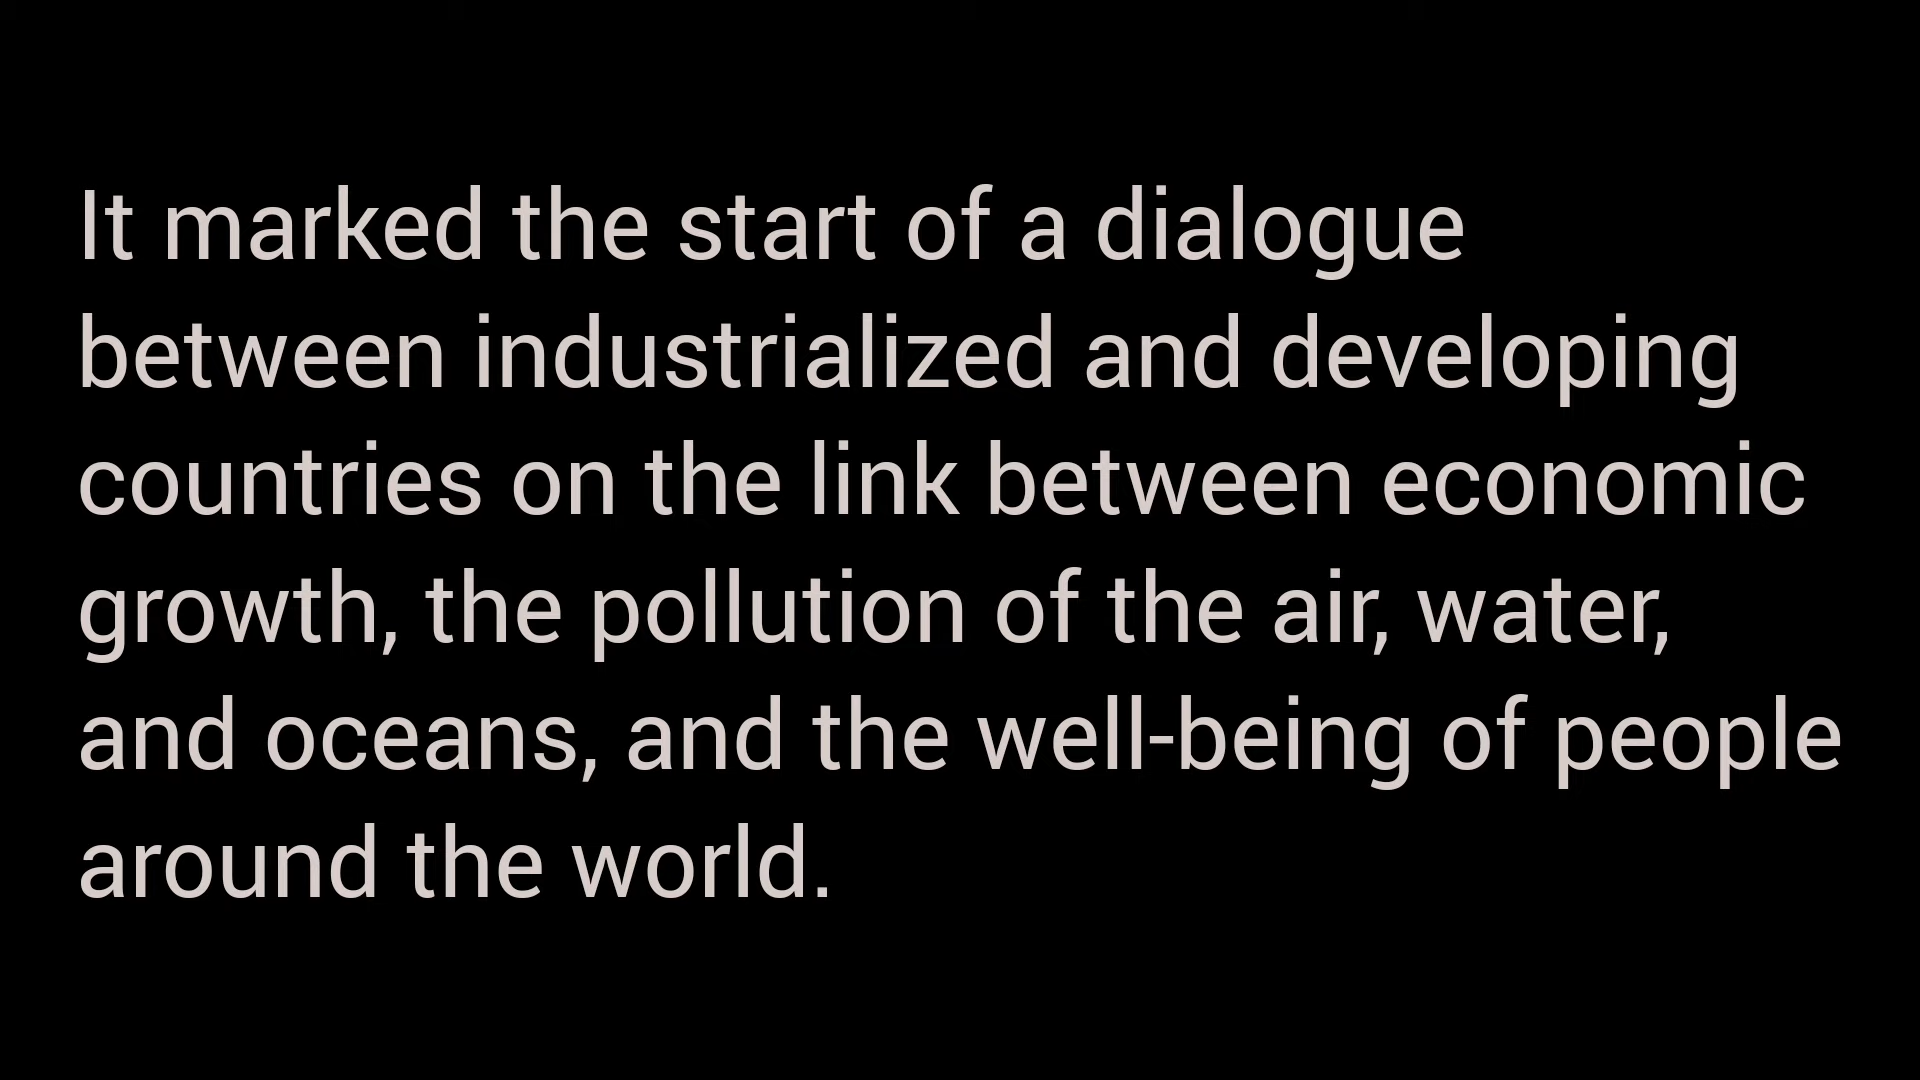 It marked the start of a dialogue
between industrialized and developing
countries on the link between economic
growth, the pollution of the air, water,
and oceans, and the well-being of people
around the world.